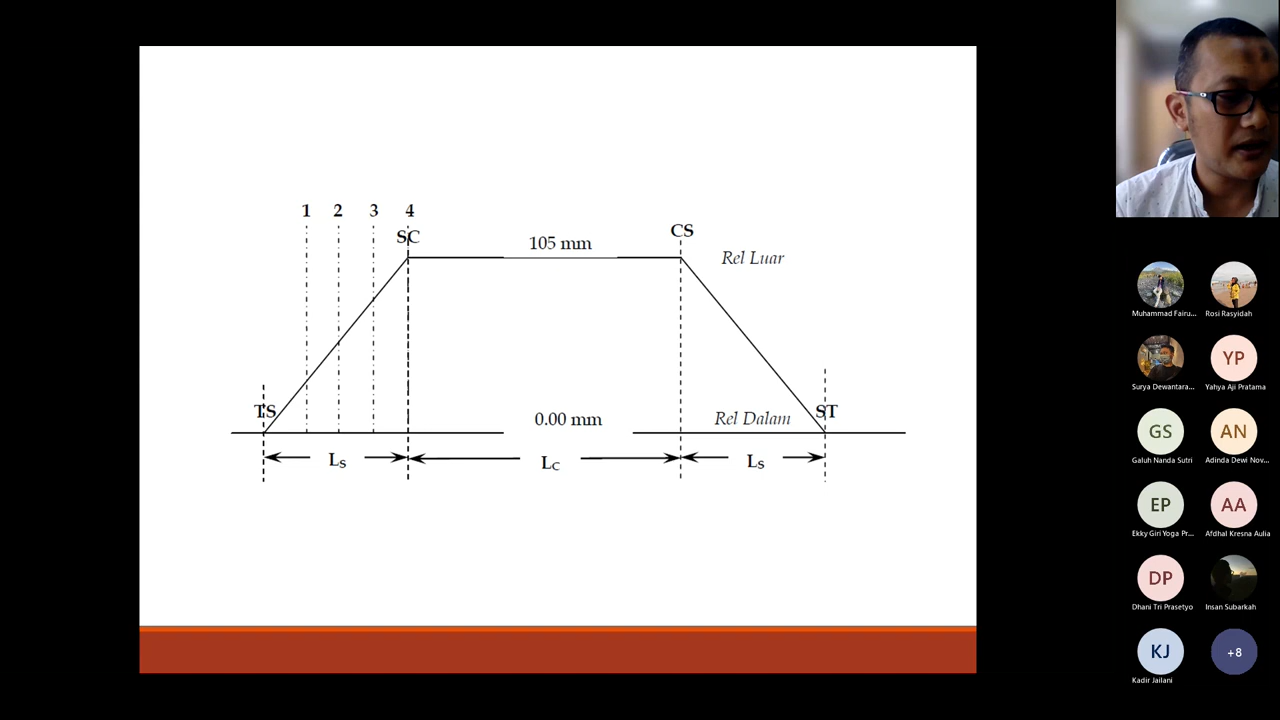 1 2 3 4
SC
CS
105 mm
Rel Luar
TS
0.00 mm
Rel Dalam
ST
Ls
Lc
Ls
Muhammad Fairu...
Rosi Rasyidah
Surya Dewantara...
YP
Yahya Aji Pratama
GS
Galuh Nanda Sutri
AN
Adinda Dewi Nov...
EP
Ekky Giri Yoga Pr...
AA
Afdhal Kresna Aulia
DP
Dhani Tri Prasetyo
Insan Subarkah
KJ
Kadir Jailani
+8